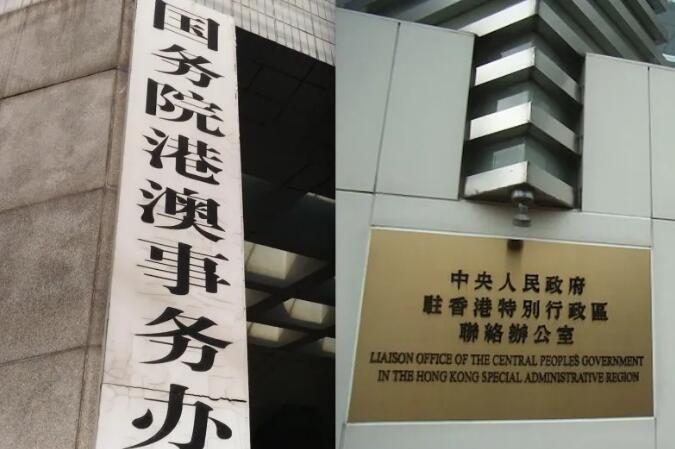 国务院港澳事务办
中央人民政府
駐香港特別行政區
聯絡辦公室
LIAISON OFFICE OF THE CENTRAL PEOPLE'S GOVERNMENT
IN THE HONG KONG SPECIAL ADMINISTRATIVE REGION